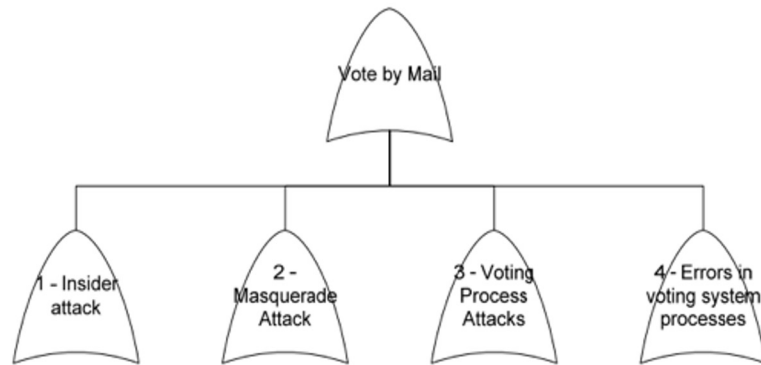 Vote by Mail
1 - Insider
attack
2 -
Masquerade
Attack
3 - Voting
Process
Attacks
4 - Errors in
voting system
processes